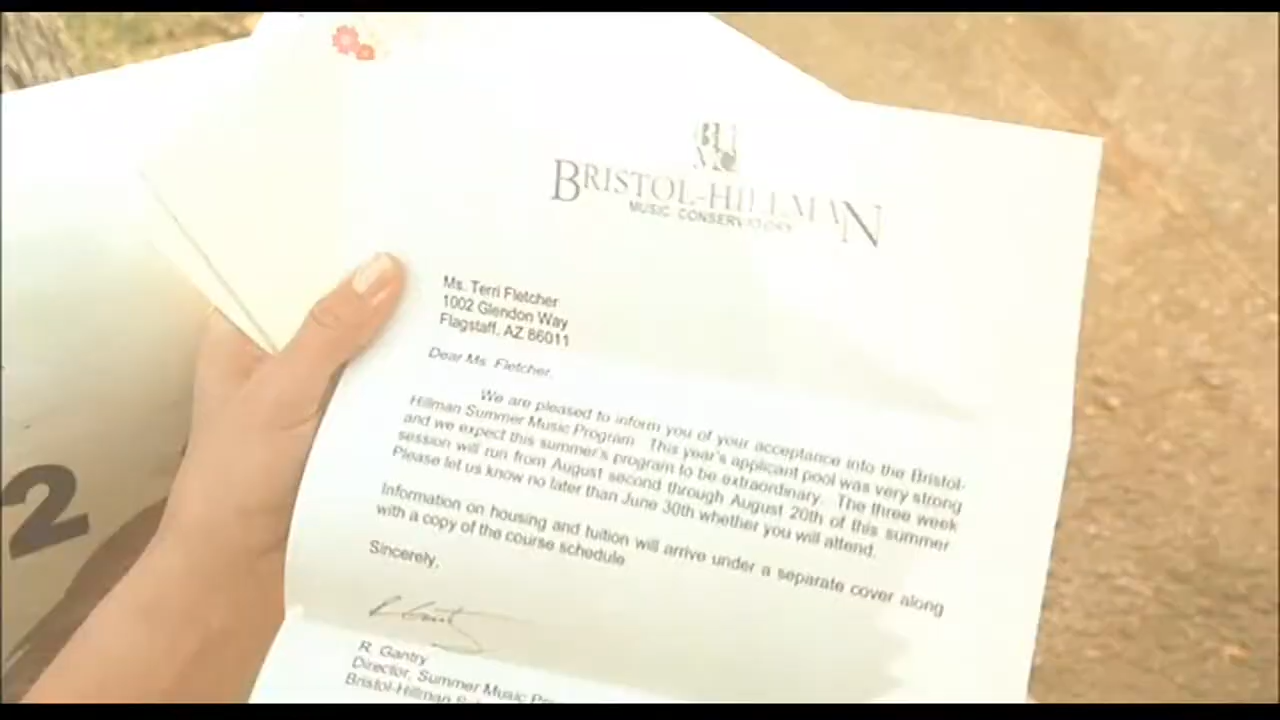 BH
MC
BRISTOL-HILLMAN
MUSIC CONSERVATORY
Ms. Terri Fletcher
1002 Glendon Way
Flagstaff, AZ 86011
Dear Ms. Fletcher,
We are pleased to inform you of your acceptance into the Bristol-
Hillman Summer Music Program. This year's applicant pool was very strong
and we expect this summer's program to be extraordinary. The three week
session will run from August second through August 20th of this summer
Please let us know no later than June 30th whether you will attend.
Information on housing and tuition will arrive under a separate cover along
with a copy of the course schedule
Sincerely,
R. Gantry
R. Gantry
Director, Summer Music
Bristol-Hillman
2